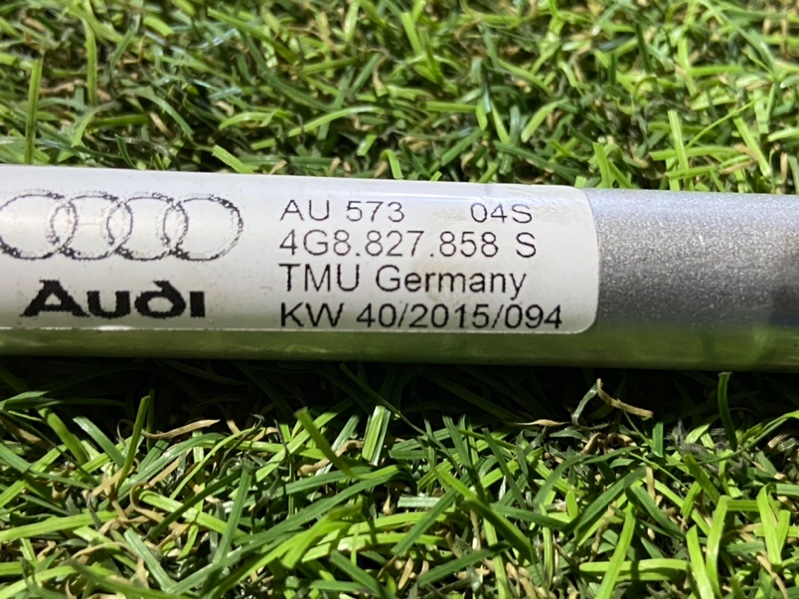 AU 573 04S
4G8.827.858 S
TMU Germany
KW 40/2015/094
Audi